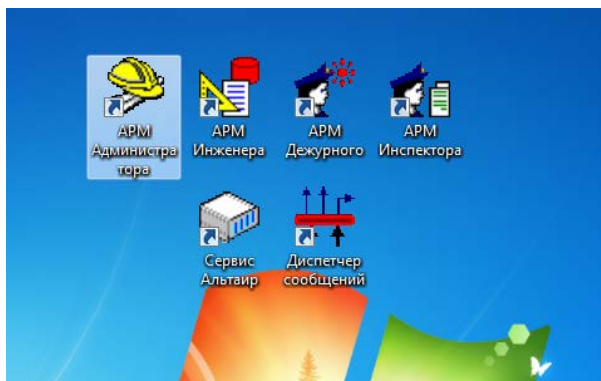 АРМ
Администра
тора
АРМ
Инженера
АРМ
Дежурного
АРМ
Инспектора
Сервис
Альтаир
Диспетчер
сообщений